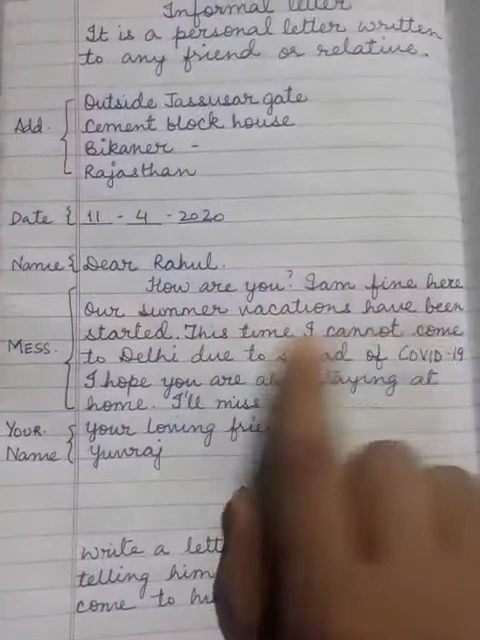 Informal letter
It is a personal letter written
to any friend or relative.
Add.
Outside Jassusar gate
Cement block house
Bikaner -
Rajasthan
Date { 11 - 4 - 2020
Name { Dear Rahul.
How are you? I am fine here
Our summer vacations have been
MESS.
started. This time I cannot come
to Delhi due to of COVID-19
I hope you are at
home. I'll miss
Your Name
your loving
Yuvraj
write a
telling him
come to